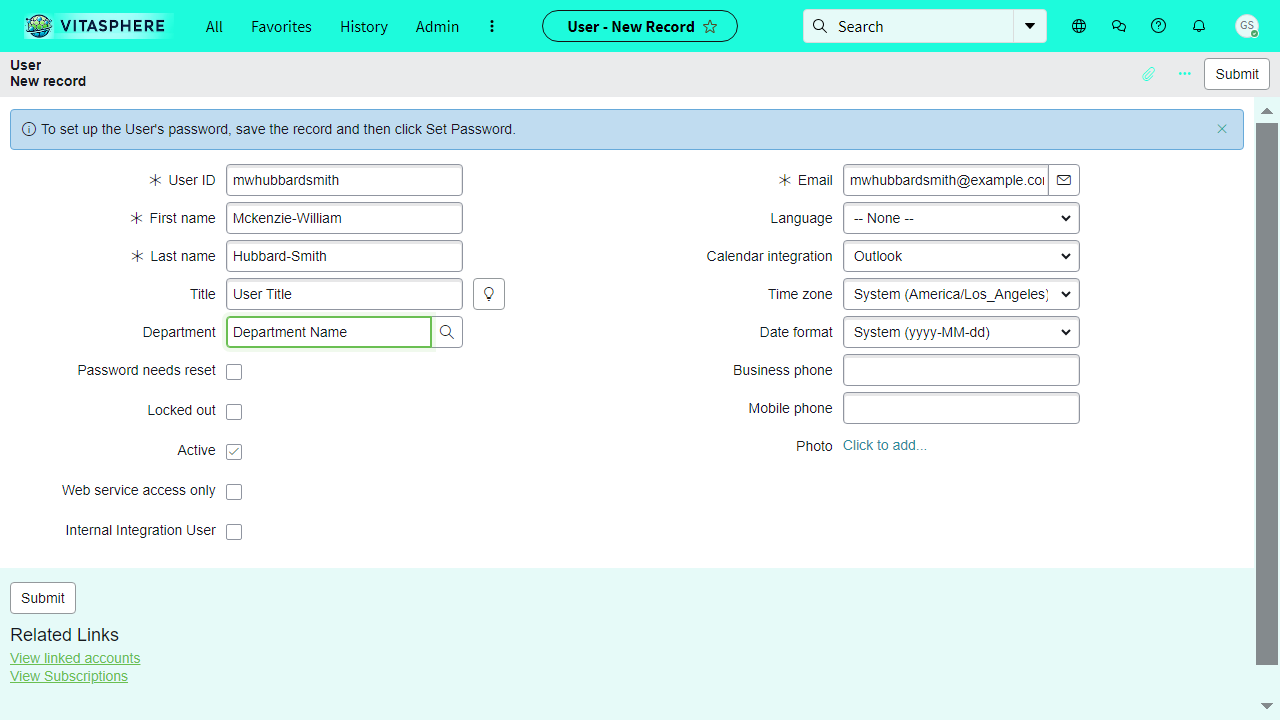 VITASPHERE
All
Favorites
History
Admin
User - New Record
Search
GS
User
New record
Submit
To set up the User's password, save the record and then click Set Password.
User ID
mwhubbardsmith
First name
Mckenzie-William
Last name
Hubbard-Smith
Title
User Title
Department
Department Name
Password needs reset
Locked out
Active
Web service access only
Internal Integration User
Email
mwhubbardsmith@example.co
Language
-- None --
Calendar integration
Outlook
Time zone
System (America/Los_Angeles)
Date format
System (yyyy-MM-dd)
Business phone
Mobile phone
Photo
Click to add...
Submit
Related Links
View linked accounts
View Subscriptions